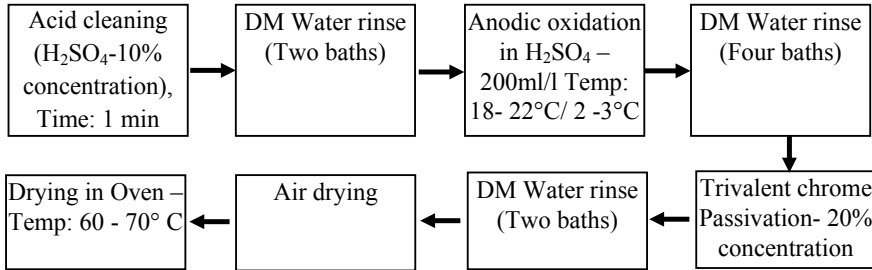 Acid cleaning
(H₂SO₄-10%
concentration),
Time: 1 min
DM Water rinse
(Two baths)
Anodic oxidation
in H₂SO₄ –
200ml/l Temp:
18- 22°C/ 2 -3°C
DM Water rinse
(Four baths)
Trivalent chrome
Passivation- 20%
concentration
DM Water rinse
(Two baths)
Air drying
Drying in Oven –
Temp: 60 - 70° C